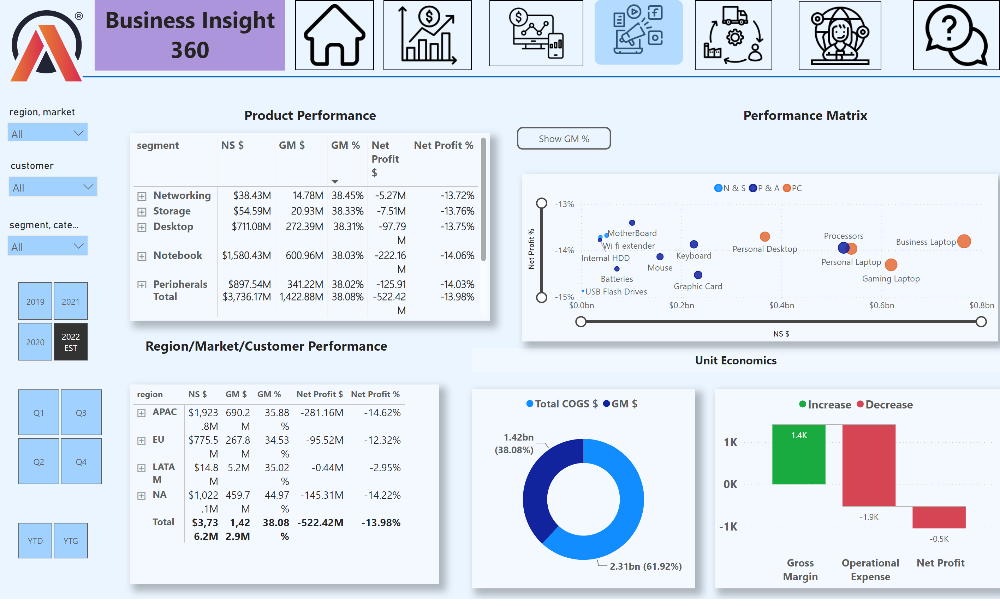 ®
Business Insight
360
$
$
f
?
region, market
All
customer
All
segment, cate...
All
2019
2021
2020
2022
EST
Q1
Q3
Q2
Q4
YTD
YTG
Product Performance
segment NS $ GM $ GM % Net Profit $ Net Profit %
Networking $38.43M 14.78M 38.45% -5.27M -13.72%
Storage $54.59M 20.93M 38.33% -7.51M -13.76%
Desktop $711.08M 272.39M 38.31% -97.79 M -13.75%
Notebook $1,580.43M 600.96M 38.03% -222.16 M -14.06%
Peripherals $897.54M 341.22M 38.02% -125.91 -14.03%
Total $3,736.17M 1,422.88M 38.08% -522.42 M -13.98%
Region/Market/Customer Performance
region NS $ GM $ GM % Net Profit $ Net Profit %
APAC $1,923 690.2 35.88 -281.16M -14.62%
.8M M %
EU $775.5 267.8 34.53 -95.52M -12.32%
M M %
LATA $14.8 5.2M 35.02 -0.44M -2.95%
M M %
NA $1,022 459.7 44.97 -145.31M -14.22%
.1M M %
Total $3,73 1,42 38.08 -522.42M -13.98%
6.2M 2.9M %
Performance Matrix
Show GM %
N & S P & A PC
Net Profit %
-13%
-14%
-15%
MotherBoard
Wi fi extender
Internal HDD
Batteries
USB Flash Drives
Mouse
Keyboard
Graphic Card
Personal Desktop
Processors
Personal Laptop
Business Laptop
Gaming Laptop
$0.0bn $0.2bn $0.4bn $0.6bn $0.8bn
NS $
Unit Economics
Total COGS $ GM $
1.42bn
(38.08%)
2.31bn (61.92%)
Increase Decrease
1K
0K
-1K
1.4K
-1.9K
-0.5K
Gross
Margin
Operational
Expense
Net Profit